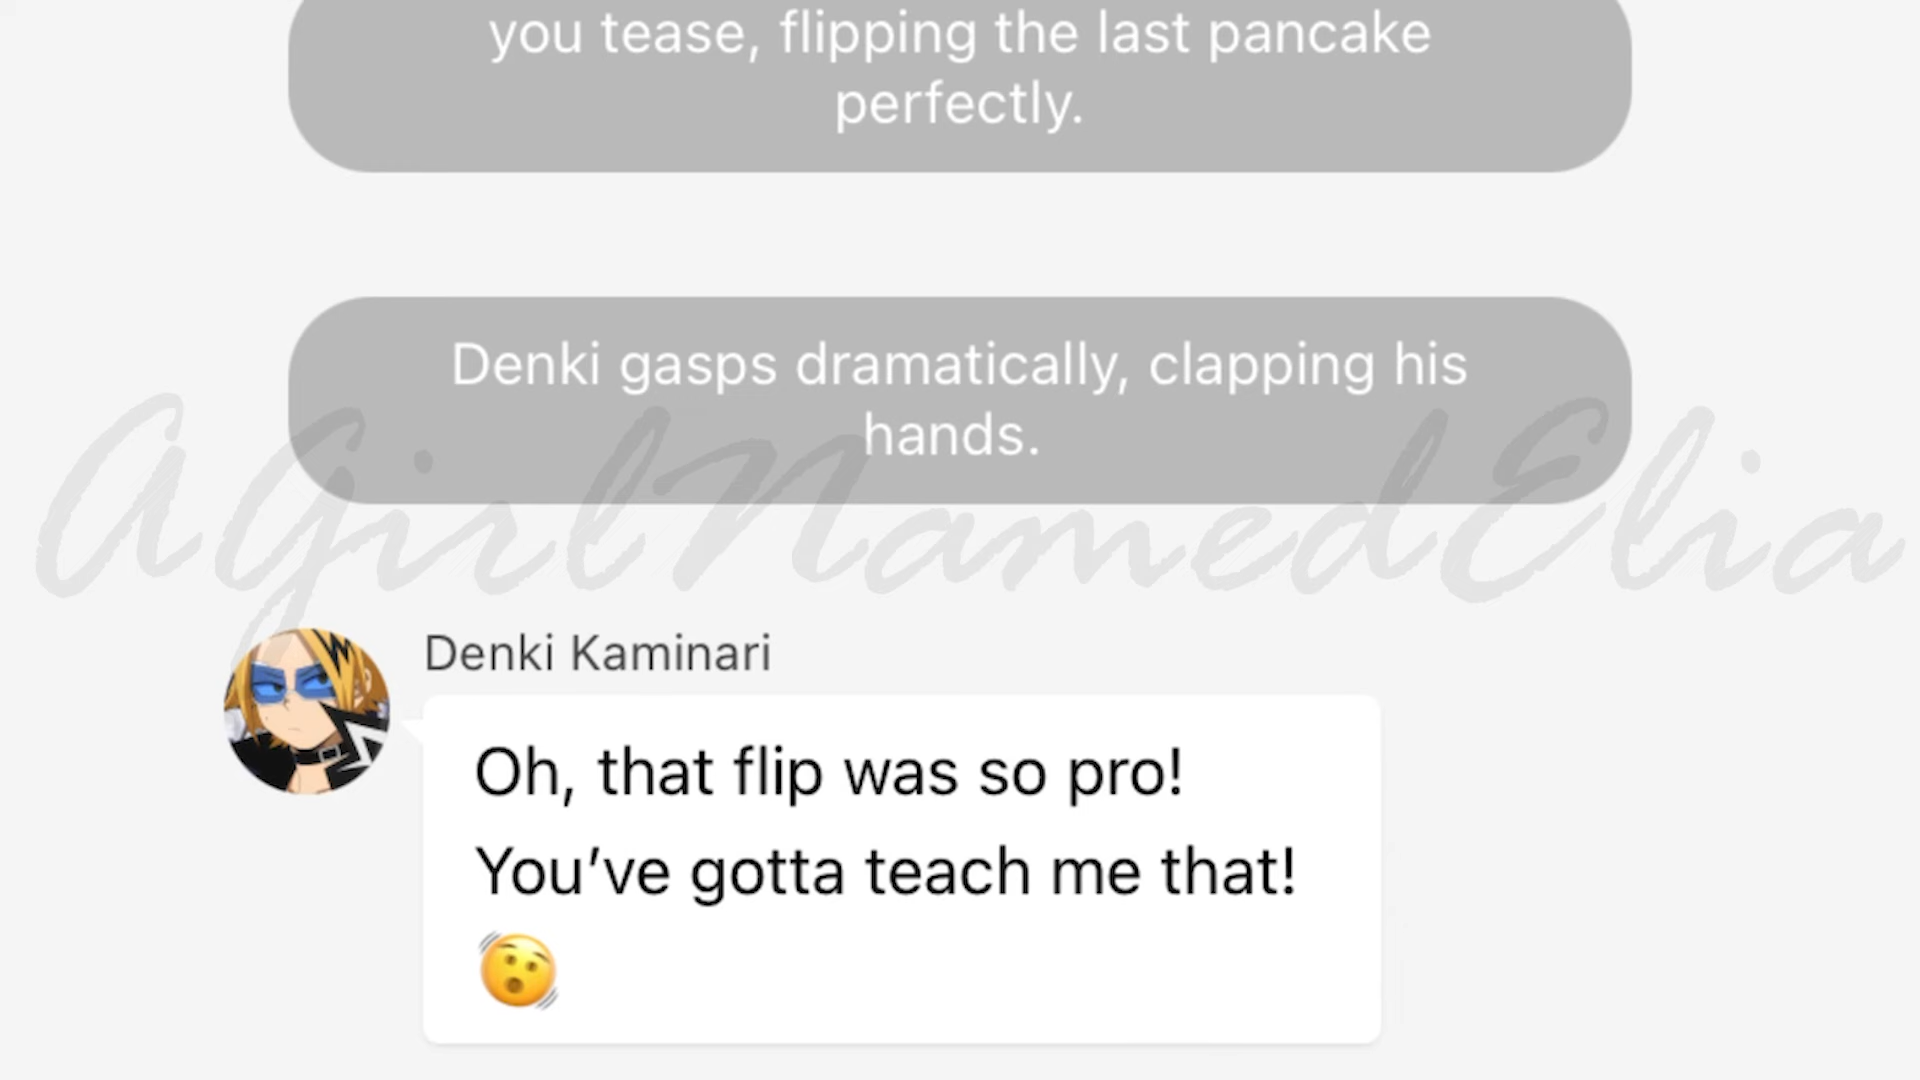 you tease, flipping the last pancake
perfectly.
Denki gasps dramatically, clapping his
hands.
AGirlNamedElia
Denki Kaminari
Oh, that flip was so pro!
You’ve gotta teach me that!
🫨